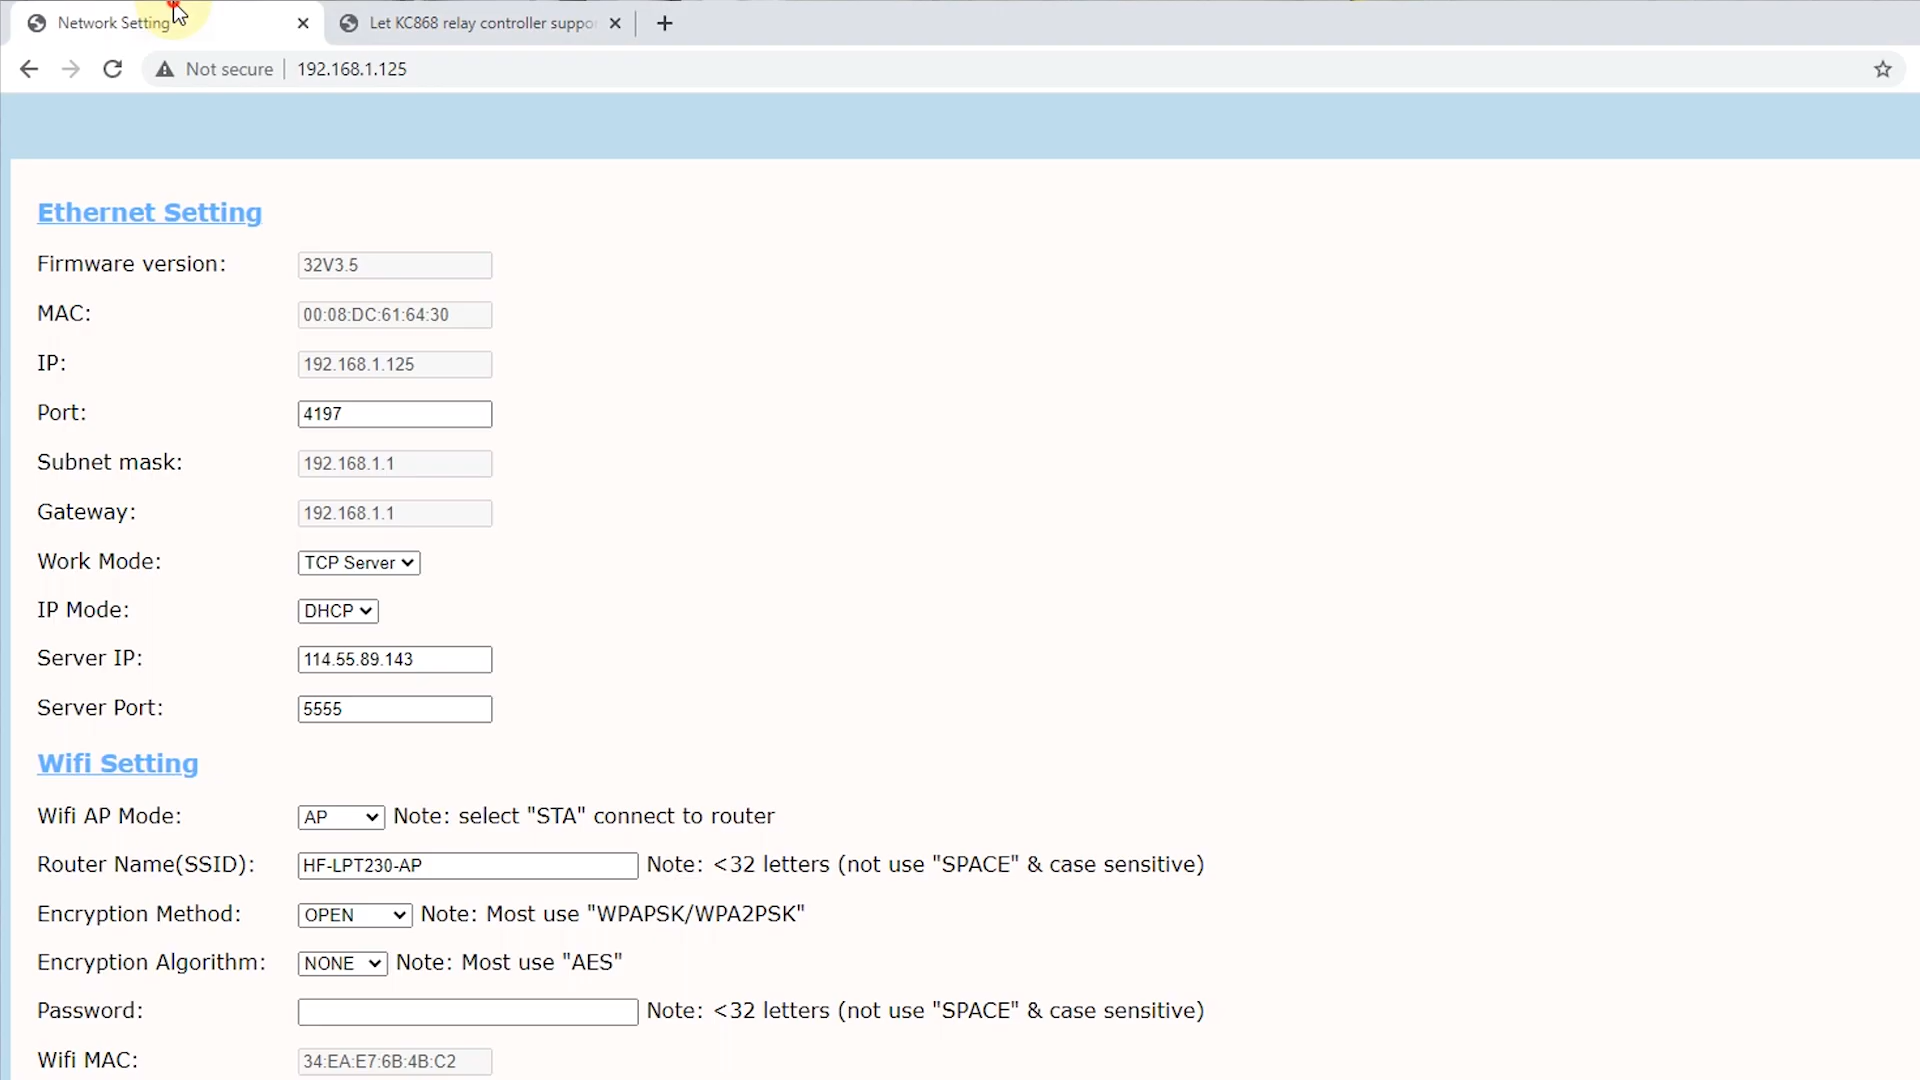 Network Setting
Let KC868 relay controller suppo
Not secure
192.168.1.125
Ethernet Setting
Firmware version: 32V3.5
MAC: 00:08:DC:61:64:30
IP: 192.168.1.125
Port: 4197
Subnet mask: 192.168.1.1
Gateway: 192.168.1.1
Work Mode: TCP Server
IP Mode: DHCP
Server IP: 114.55.89.143
Server Port: 5555
Wifi Setting
Wifi AP Mode: AP Note: select "STA" connect to router
Router Name(SSID): HF-LPT230-AP Note: <32 letters (not use "SPACE" & case sensitive)
Encryption Method: OPEN Note: Most use "WPAPSK/WPA2PSK"
Encryption Algorithm: NONE Note: Most use "AES"
Password: Note: <32 letters (not use "SPACE" & case sensitive)
Wifi MAC: 34:EA:E7:6B:4B:C2